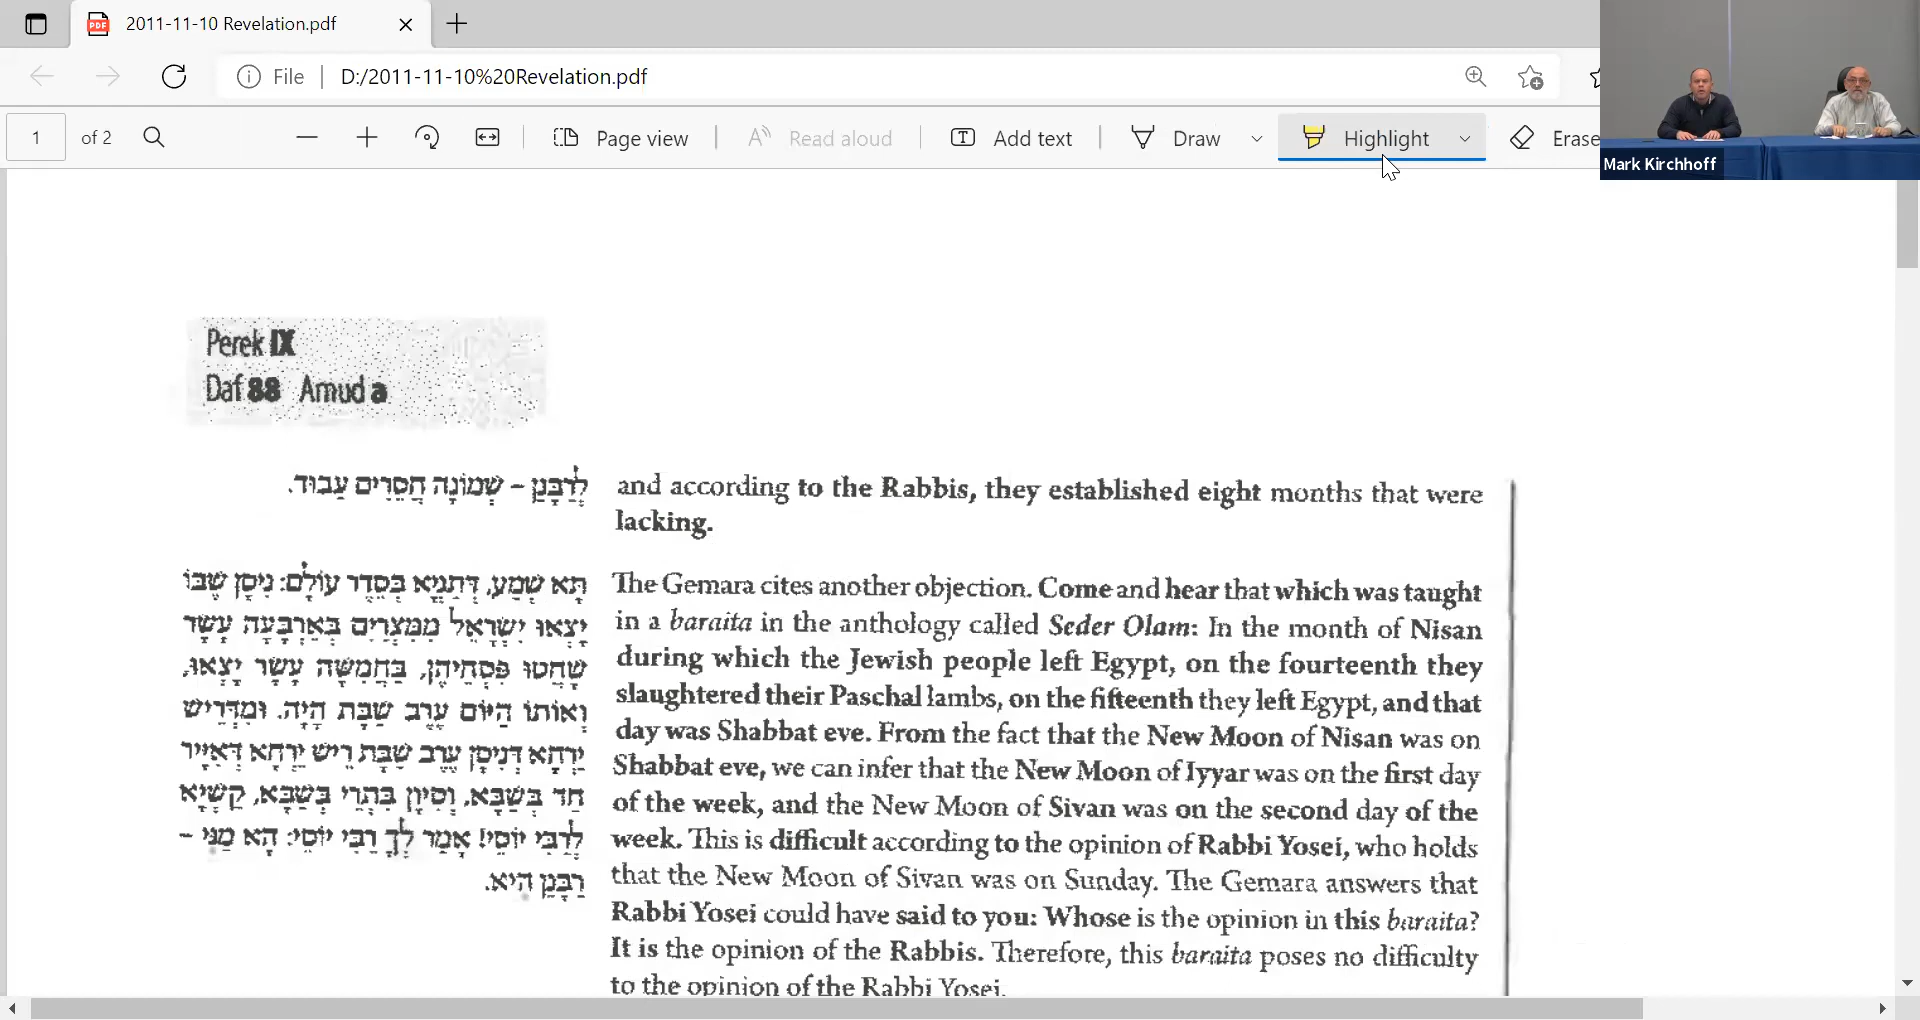 2011-11-10 Revelation.pdf
File
D:/2011-11-10%20Revelation.pdf
1 of 2
Page view
Read aloud
Add text
Draw
Highlight
Erase
Mark Kirchhoff
Perek IX
Daf 88 Amud a
לְרַבָּנַן – שְׁמוֹנָה חֲסֵרִים עָבוּד.
and according to the Rabbis, they established eight months that were
lacking.
תָּא שְׁמַע, דְּתַנְיָא בְּסֵדֶר עוֹלָם: נִיסָן שֶׁבּוֹ
יָצְאוּ יִשְׂרָאֵל מִמִּצְרַיִם בְּאַרְבָּעָה עָשָׂר
שָׁחֲטוּ פִּסְחֵיהֶן, בַּחֲמִשָּׁה עָשָׂר יָצְאוּ,
וְאוֹתוֹ הַיּוֹם עֶרֶב שַׁבָּת הָיָה. וּמִדְּרֵישׁ
יַרְחָא דְּנִיסָן עֶרֶב שַׁבָּת רֵישׁ יַרְחָא דְּאִיָּיר
חַד בְּשַׁבָּא, וְסִיוָן בִּתְרֵי בְּשַׁבָּא, קַשְׁיָא
לְרַבִּי יוֹסֵי! אָמַר לְךָ רַבִּי יוֹסֵי: הָא מַנִּי –
רַבָּנַן הִיא.
The Gemara cites another objection. Come and hear that which was taught
in a baraita in the anthology called Seder Olam: In the month of Nisan
during which the Jewish people left Egypt, on the fourteenth they
slaughtered their Paschal lambs, on the fifteenth they left Egypt, and that
day was Shabbat eve. From the fact that the New Moon of Nisan was on
Shabbat eve, we can infer that the New Moon of Iyyar was on the first day
of the week, and the New Moon of Sivan was on the second day of the
week. This is difficult according to the opinion of Rabbi Yosei, who holds
that the New Moon of Sivan was on Sunday. The Gemara answers that
Rabbi Yosei could have said to you: Whose is the opinion in this baraita?
It is the opinion of the Rabbis. Therefore, this baraita poses no difficulty
to the opinion of the Rabbi Yosei.